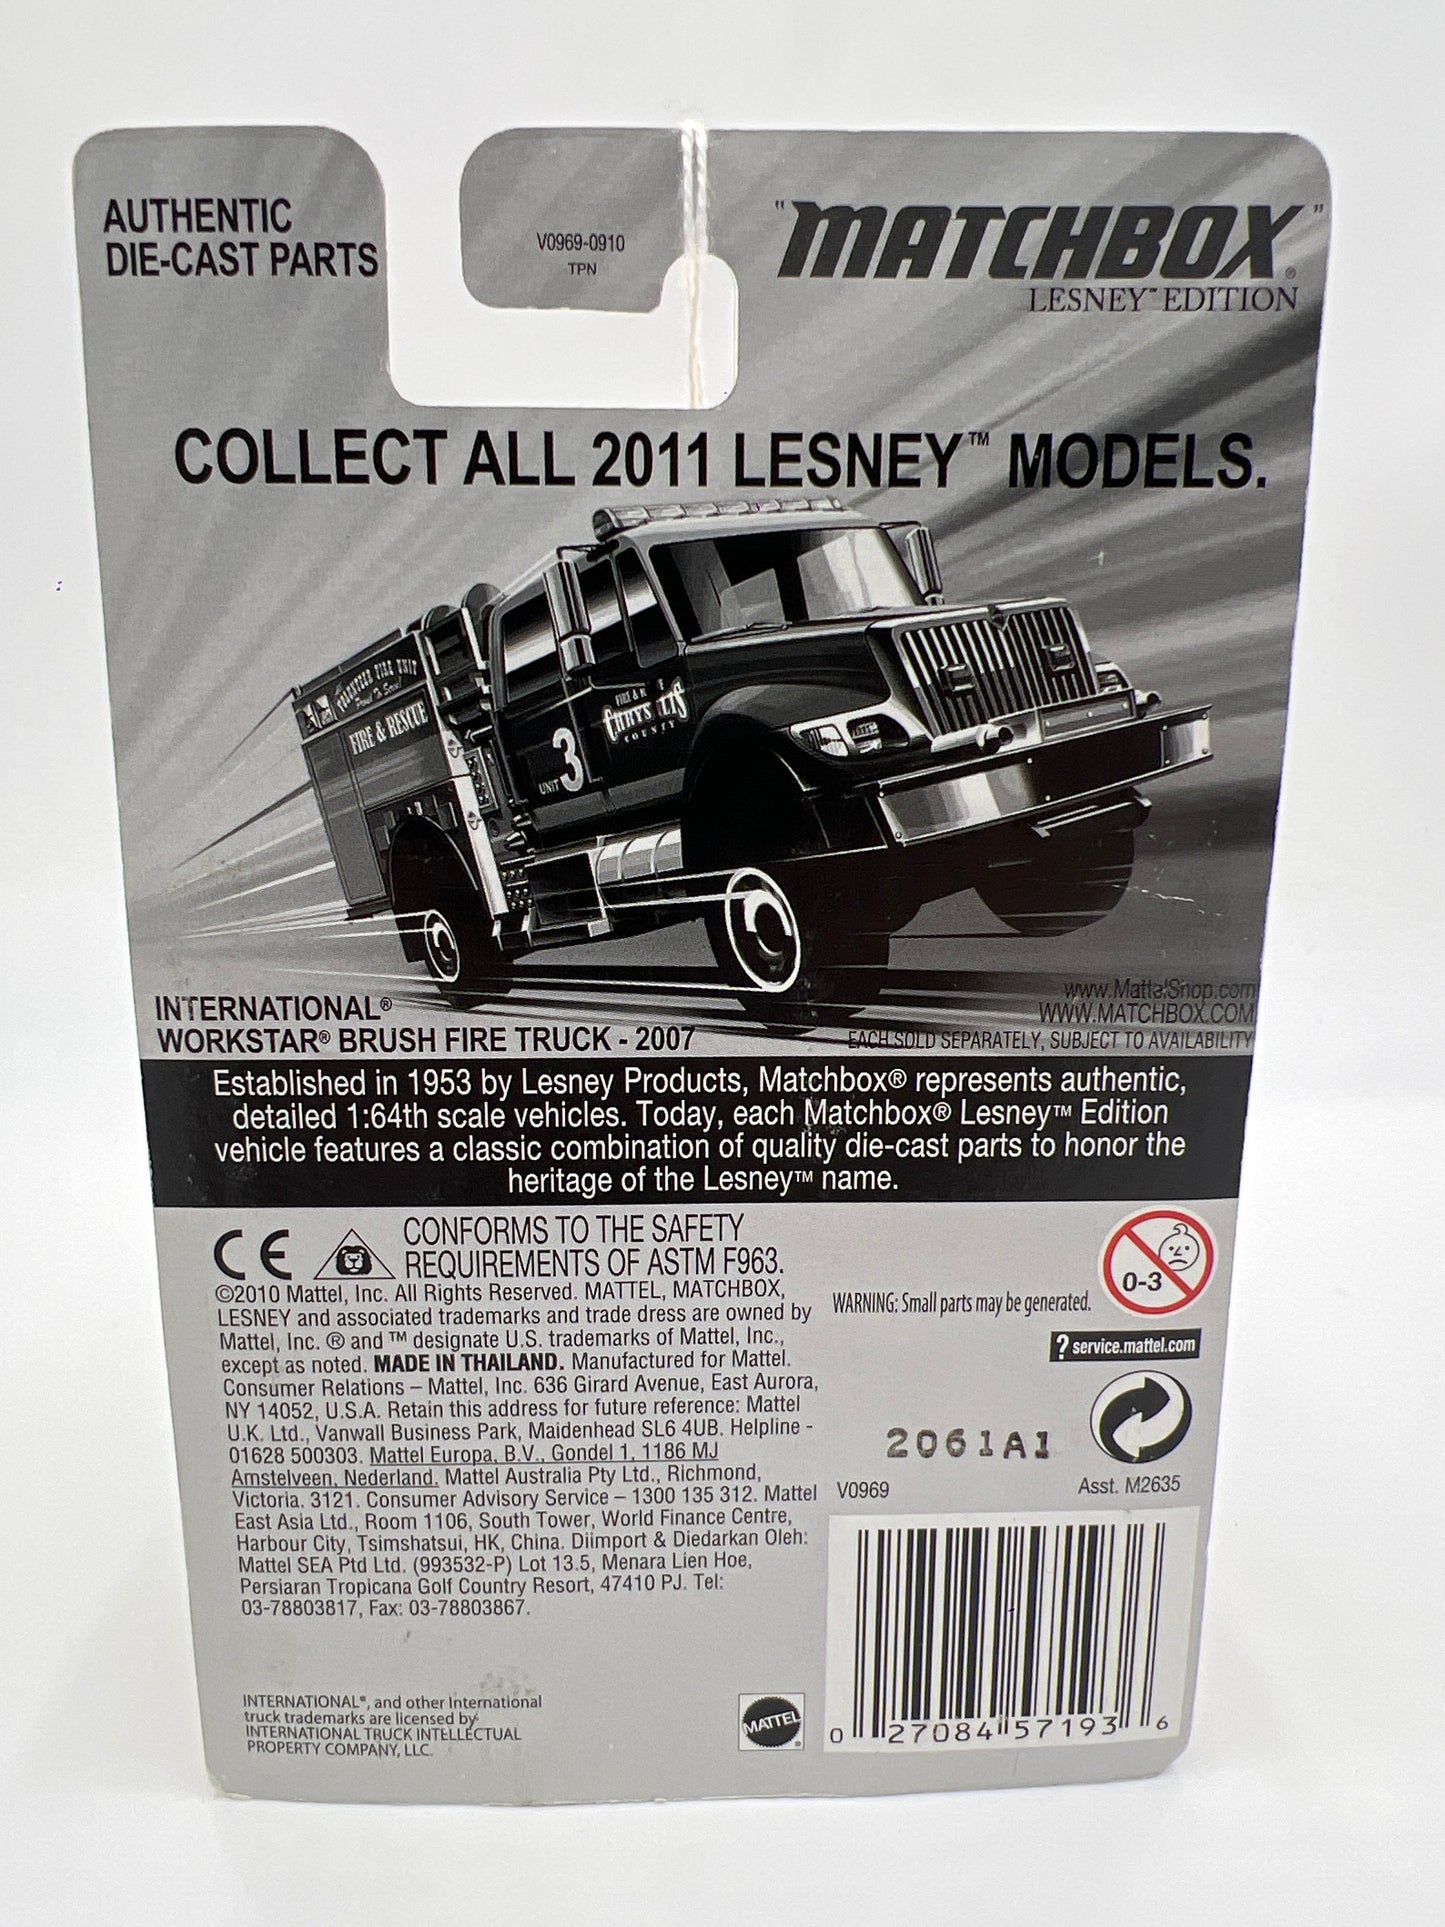 AUTHENTIC
DIE-CAST PARTS
V0969-0910
TPN
"MATCHBOX"®
LESNEY™ EDITION
COLLECT ALL 2011 LESNEY™ MODELS.
VOLUNTEER FIRE UNIT
FIRE & RESCUE
UNIT 3
COUNTY
INTERNATIONAL®
WORKSTAR® BRUSH FIRE TRUCK - 2007
www.MattelShop.com
WWW.MATCHBOX.COM
EACH SOLD SEPARATELY, SUBJECT TO AVAILABILITY
Established in 1953 by Lesney Products, Matchbox® represents authentic,
detailed 1:64th scale vehicles. Today, each Matchbox® Lesney™ Edition
vehicle features a classic combination of quality die-cast parts to honor the
heritage of the Lesney™ name.
CE
CONFORMS TO THE SAFETY
REQUIREMENTS OF ASTM F963.
©2010 Mattel, Inc. All Rights Reserved. MATTEL, MATCHBOX,
LESNEY and associated trademarks and trade dress are owned by
Mattel, Inc. ® and ™ designate U.S. trademarks of Mattel, Inc.,
except as noted. MADE IN THAILAND. Manufactured for Mattel.
Consumer Relations – Mattel, Inc. 636 Girard Avenue, East Aurora,
NY 14052, U.S.A. Retain this address for future reference: Mattel
U.K. Ltd., Vanwall Business Park, Maidenhead SL6 4UB. Helpline -
01628 500303. Mattel Europa, B.V., Gondel 1, 1186 MJ
Amstelveen, Nederland. Mattel Australia Pty Ltd., Richmond,
Victoria. 3121. Consumer Advisory Service – 1300 135 312. Mattel
East Asia Ltd., Room 1106, South Tower, World Finance Centre,
Harbour City, Tsimshatsui, HK, China. Diimport & Diedarkan Oleh:
Mattel SEA Ptd Ltd. (993532-P) Lot 13.5, Menara Lien Hoe,
Persiaran Tropicana Golf Country Resort, 47410 PJ. Tel:
03-78803817, Fax: 03-78803867.
0-3
WARNING: Small parts may be generated.
? service.mattel.com
2061A1
V0969
Asst. M2635
INTERNATIONAL®, and other International
truck trademarks are licensed by
INTERNATIONAL TRUCK INTELLECTUAL
PROPERTY COMPANY, LLC.
MATTEL®
0 27084 57193 6